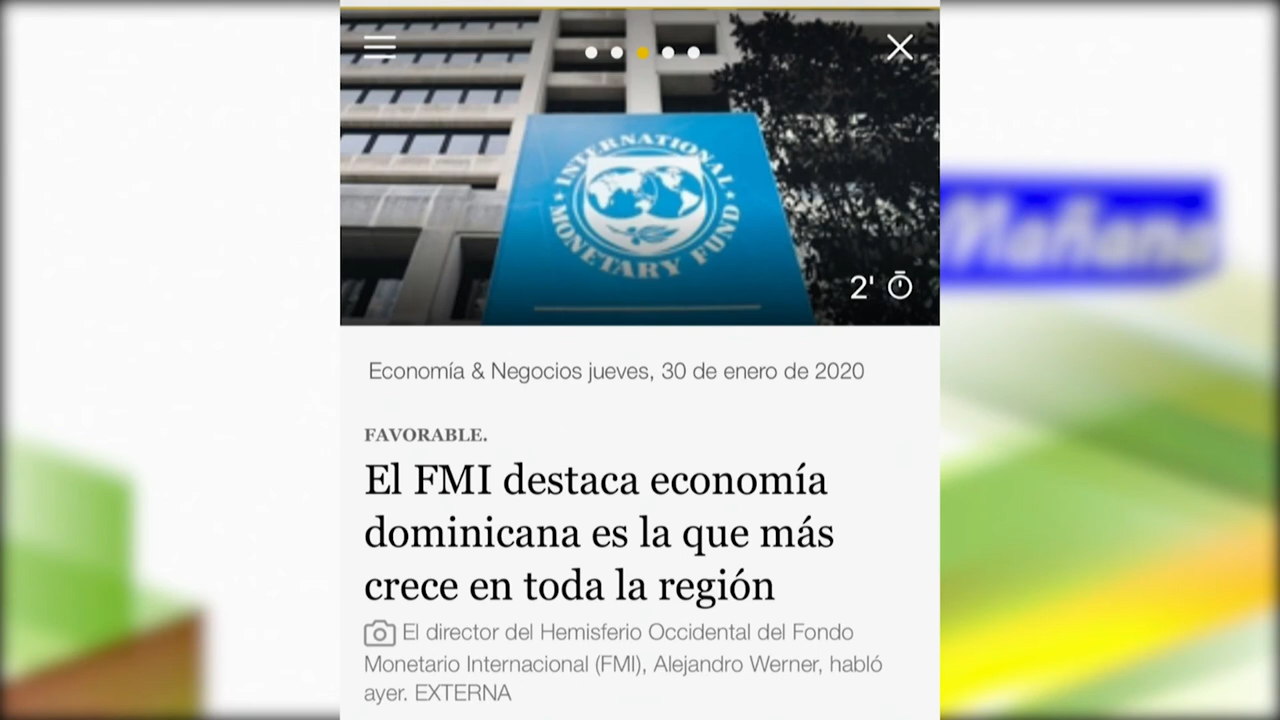 INTERNATIONAL
MONETARY FUND
2'
Mañana
Economía & Negocios jueves, 30 de enero de 2020
FAVORABLE.
El FMI destaca economía
dominicana es la que más
crece en toda la región
El director del Hemisferio Occidental del Fondo
Monetario Internacional (FMI), Alejandro Werner, habló
ayer. EXTERNA